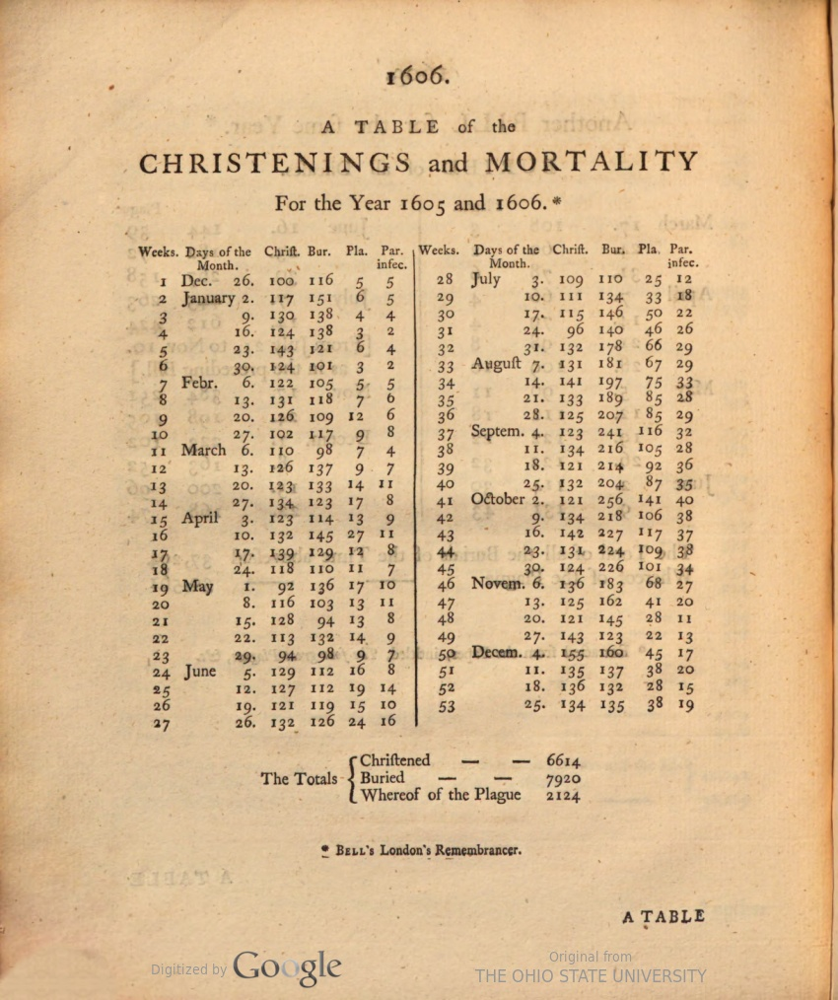 1606.
A TABLE of the
CHRISTENINGS and MORTALITY
For the Year 1605 and 1606.*
Weeks. Days of the Month. Chriſt. Bur. Pla. Par. infec.
1 Dec. 26. 100 116 5 5
2 January 2. 117 151 6 5
3 9. 130 138 4 4
4 16. 124 138 3 2
5 23. 143 121 6 4
6 30. 124 101 3 2
7 Febr. 6. 122 105 5 5
8 13. 131 118 7 6
9 20. 126 109 12 6
10 27. 102 117 9 8
11 March 6. 110 98 7 4
12 13. 126 137 9 7
13 20. 123 133 14 11
14 27. 134 123 17 8
15 April 3. 123 114 13 9
16 10. 132 145 27 11
17 17. 139 129 12 8
18 24. 118 110 11 7
19 May 1. 92 136 17 10
20 8. 116 103 13 11
21 15. 128 94 13 8
22 22. 113 132 14 9
23 29. 94 98 9 7
24 June 5. 129 112 16 8
25 12. 127 112 19 14
26 19. 121 119 15 10
27 26. 132 126 24 16
Weeks. Days of the Month. Chriſt. Bur. Pla. Par. infec.
28 July 3. 109 110 25 12
29 10. 111 134 33 18
30 17. 115 146 50 22
31 24. 96 140 46 26
32 31. 132 178 66 29
33 Auguſt 7. 131 181 67 29
34 14. 141 197 75 33
35 21. 133 189 85 28
36 28. 125 207 85 29
37 Septem. 4. 123 241 116 32
38 11. 134 216 105 28
39 18. 121 214 92 36
40 25. 132 204 87 35
41 October 2. 121 256 141 40
42 9. 134 218 106 38
43 16. 142 227 117 37
44 23. 131 224 109 38
45 30. 124 226 101 34
46 Novem. 6. 136 183 68 27
47 13. 125 162 41 20
48 20. 121 145 28 11
49 27. 143 123 22 13
50 Decem. 4. 155 160 45 17
51 11. 135 137 38 20
52 18. 136 132 28 15
53 25. 134 135 38 19
The Totals
Chriſtened — — 6614
Buried — — 7920
Whereof of the Plague 2124
* BELL's London's Remembrancer.
A TABLE
Digitized by Google
Original from
THE OHIO STATE UNIVERSITY